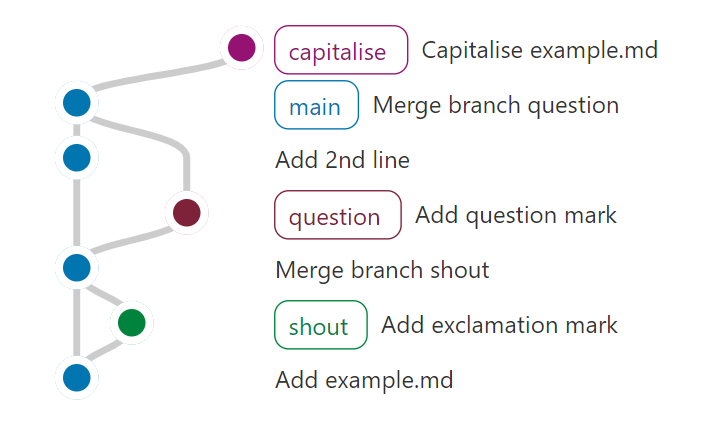 capitalise Capitalise example.md
main Merge branch question
Add 2nd line
question Add question mark
Merge branch shout
shout Add exclamation mark
Add example.md